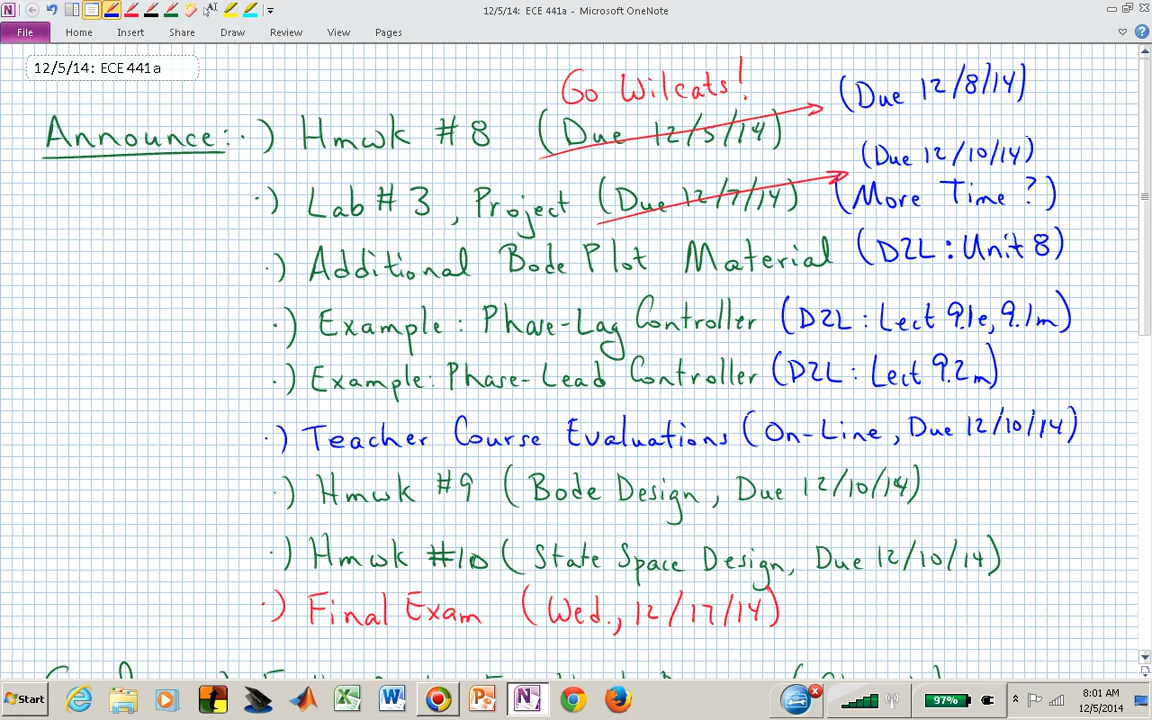 12/5/14: ECE 441a - Microsoft OneNote
File Home Insert Share Draw Review View Pages
12/5/14: ECE 441a
Go Wilcats!
(Due 12/8/14)
Announce: ·) Hmwk #8 (Due 12/5/14)
(Due 12/10/14)
·) Lab #3, Project (Due 12/7/14) (More Time?)
·) Additional Bode Plot Material (D2L: Unit 8)
·) Example: Phase-Lag Controller (D2L: Lect 9.1e, 9.1m)
·) Example: Phase-Lead Controller (D2L: Lect 9.2m)
·) Teacher Course Evaluations (On-Line, Due 12/10/14)
·) Hmwk #9 (Bode Design, Due 12/10/14)
·) Hmwk #10 (State Space Design, Due 12/10/14)
·) Final Exam (Wed., 12/17/14)
Start
97%
8:01 AM
12/5/2014